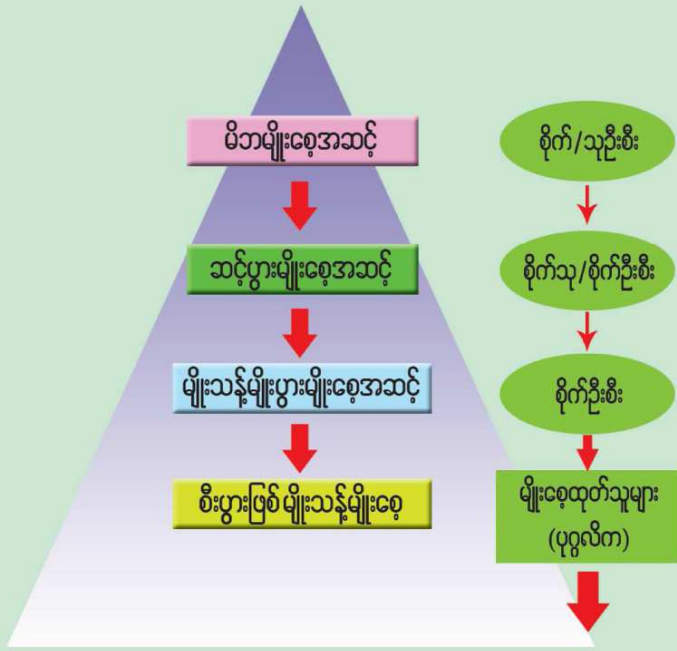 မိဘမျိုးစေ့အဆင့်
စိုက်/သုဦးစီး
ဆင့်ပွားမျိုးစေ့အဆင့်
စိုက်သု/စိုက်ဦးစီး
မျိုးသန့်မျိုးပွားမျိုးစေ့အဆင့်
စိုက်ဦးစီး
စီးပွားဖြစ်မျိုးသန့်မျိုးစေ့
မျိုးစေ့ထုတ်သူများ
(ပုဂ္ဂလိက)